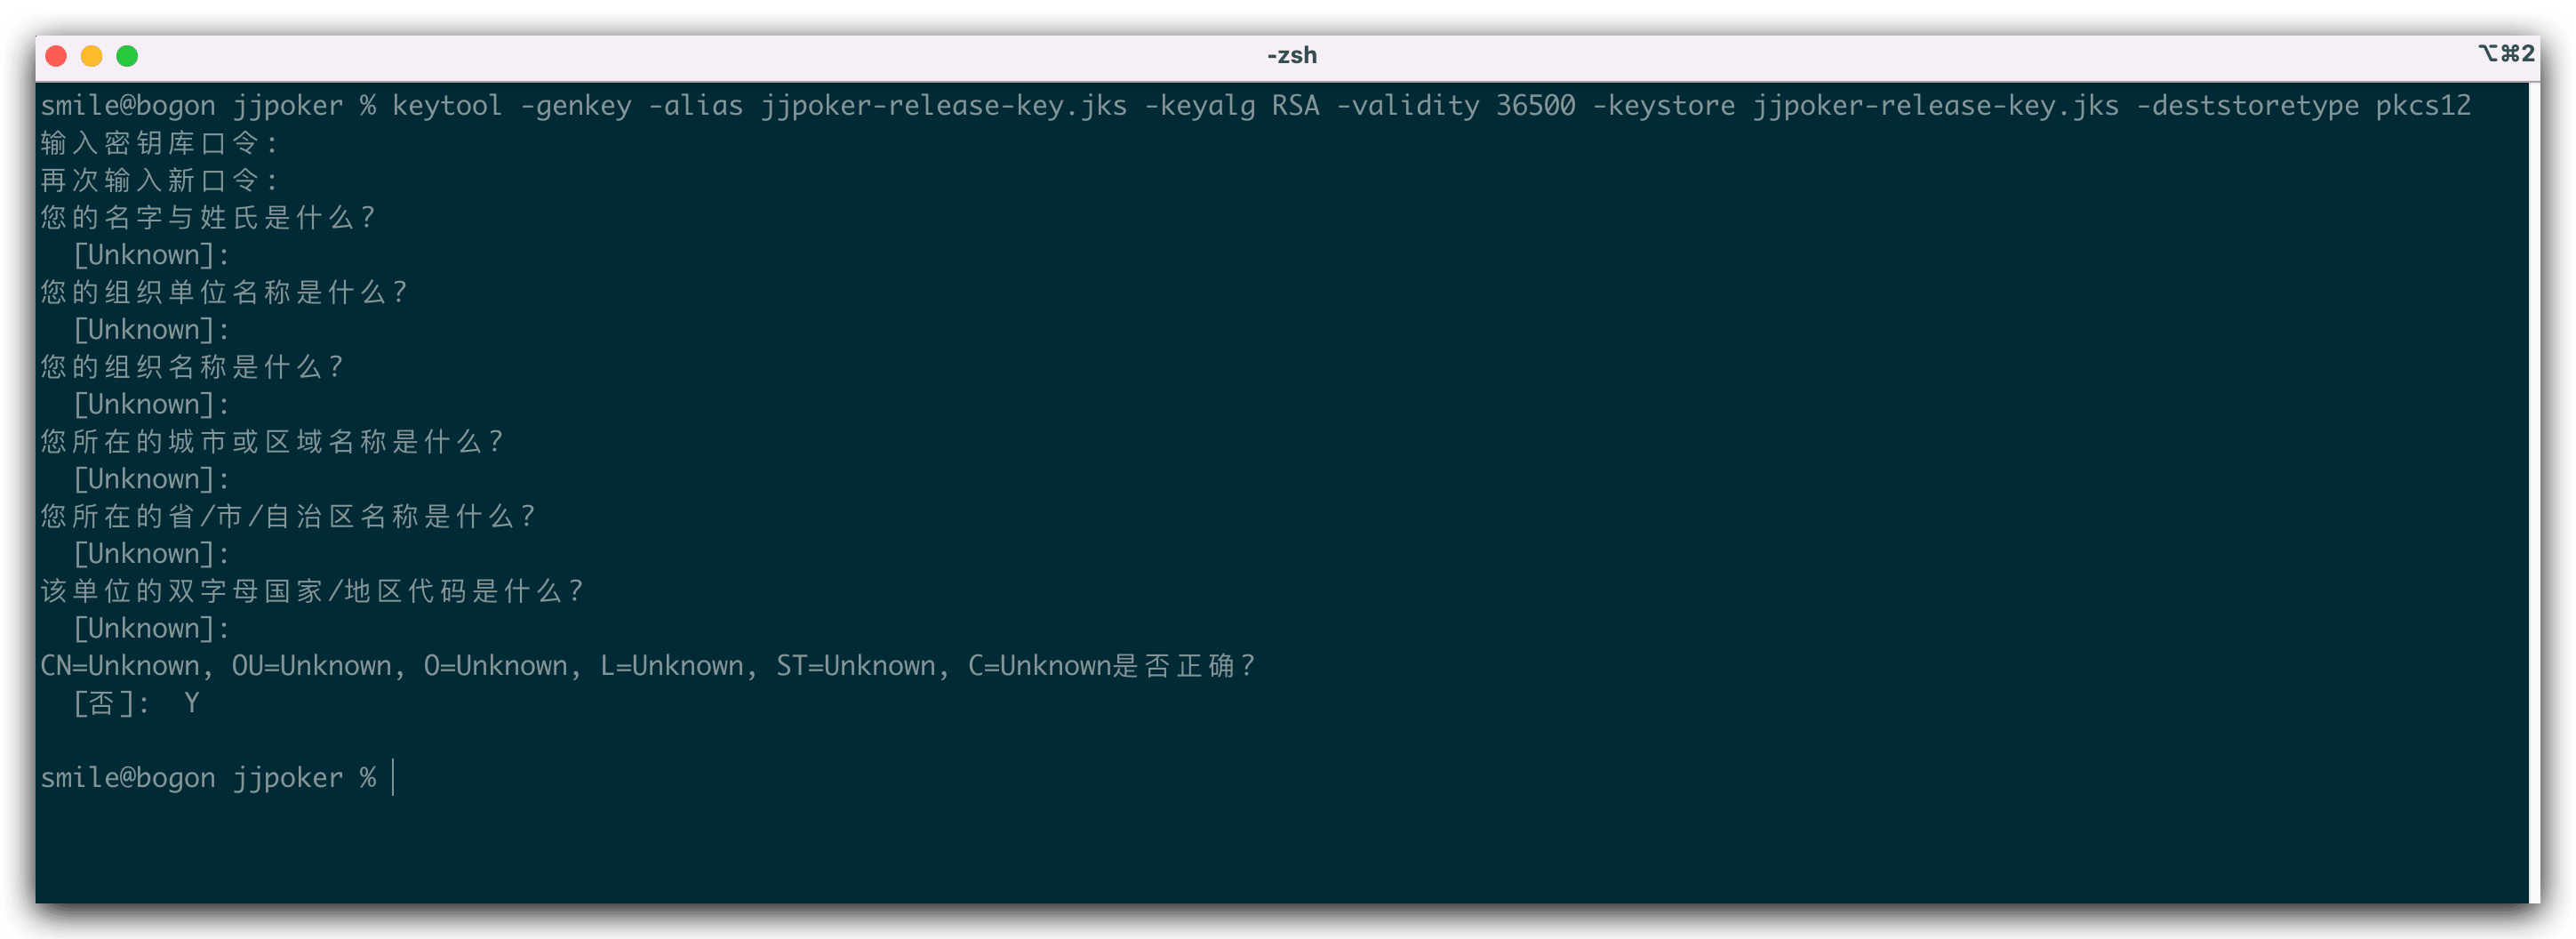 -zsh
⌥⌘2
smile@bogon jjpoker % keytool -genkey -alias jjpoker-release-key.jks -keyalg RSA -validity 36500 -keystore jjpoker-release-key.jks -deststoretype pkcs12
输入密钥库口令:
再次输入新口令:
您的名字与姓氏是什么?
  [Unknown]:
您的组织单位名称是什么?
  [Unknown]:
您的组织名称是什么?
  [Unknown]:
您所在的城市或区域名称是什么?
  [Unknown]:
您所在的省/市/自治区名称是什么?
  [Unknown]:
该单位的双字母国家/地区代码是什么?
  [Unknown]:
CN=Unknown, OU=Unknown, O=Unknown, L=Unknown, ST=Unknown, C=Unknown是否正确?
  [否]:  Y
smile@bogon jjpoker %